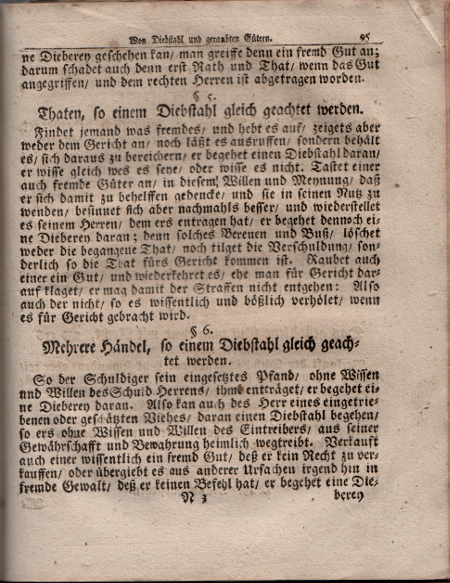 Von Diebstahl und geraubten Gütern. 95
ne Dieberey geschehen kan/ man greiffe denn ein fremd Gut an;
darum schadet auch denn erst Rath und That/ wenn das Gut
angegriffen/ und dem rechten Herren ist abgetragen worden.
§ 5.
Thaten, so einem Diebstahl gleich geachtet werden.
Findet jemand was fremdes/ und hebt es auf/ zeigets aber
weder dem Gericht an/ noch läßt es ausruffen/ sondern behält
es/ sich daraus zu bereichern/ er begehet einen Diebstahl daran/
er wisse gleich wes es seye/ oder wisse es nicht. Tastet einer
auch fremde Güter an/ in diesem Willen und Meynung/ daß
er sich damit zu behelffen gedencke/ und sie in seinen Nutz zu
wenden/ besinnet sich aber nachmahls besser/ und wiederstellet
es seinem Herren/ dem ers entragen hat/ er begehet dennoch ei-
ne Dieberey daran; denn solches Bereuen und Buß/ löschet
weder die begangene That/ noch tilget die Verschuldung/ son-
derlich so die That fürs Gericht kommen ist. Raubet auch
einer ein Gut/ und wiederkehret es/ ehe man für Gericht dar-
auf klaget/ er mag damit der Straffen nicht entgehen: Also
auch der nicht/ so es wissentlich und bößlich verhölet/ wenn
es für Gericht gebracht wird.
§ 6.
Mehrere Händel, so einem Diebstahl gleich geach-
tet werden.
So der Schuldiger sein eingesetztes Pfand/ ohne Wissen
und Willen des Schuld Herrens/ ihme entträget/ er begehet ei-
ne Dieberey daran. Also kan auch des Herr eines eingetrie-
benen oder geschätzten Viehes/ daran einen Diebstahl begehen/
so ers ohne Wissen und Willen des Eintreibers/ aus seiner
Gewährschafft und Bewahrung heimlich wegtreibt. Verkauft
auch einer wissentlich ein fremd Gut/ deß er kein Recht zu ver-
kauffen/ oder übergiebt es aus anderer Ursachen irgend hin in
fremde Gewalt/ deß er keinen Befehl hat/ er begehet eine Die-
N 3 berey